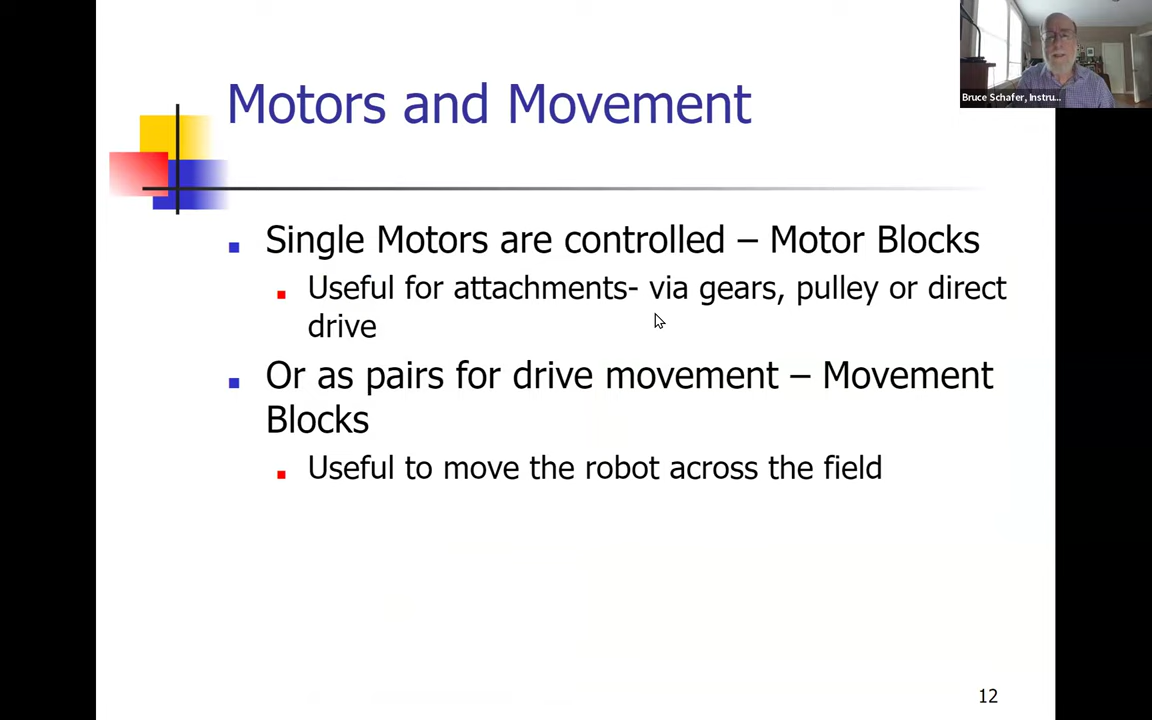 Motors and Movement
Bruce Schafer, Instru...
Single Motors are controlled – Motor Blocks
Useful for attachments- via gears, pulley or direct
drive
Or as pairs for drive movement – Movement
Blocks
Useful to move the robot across the field
12